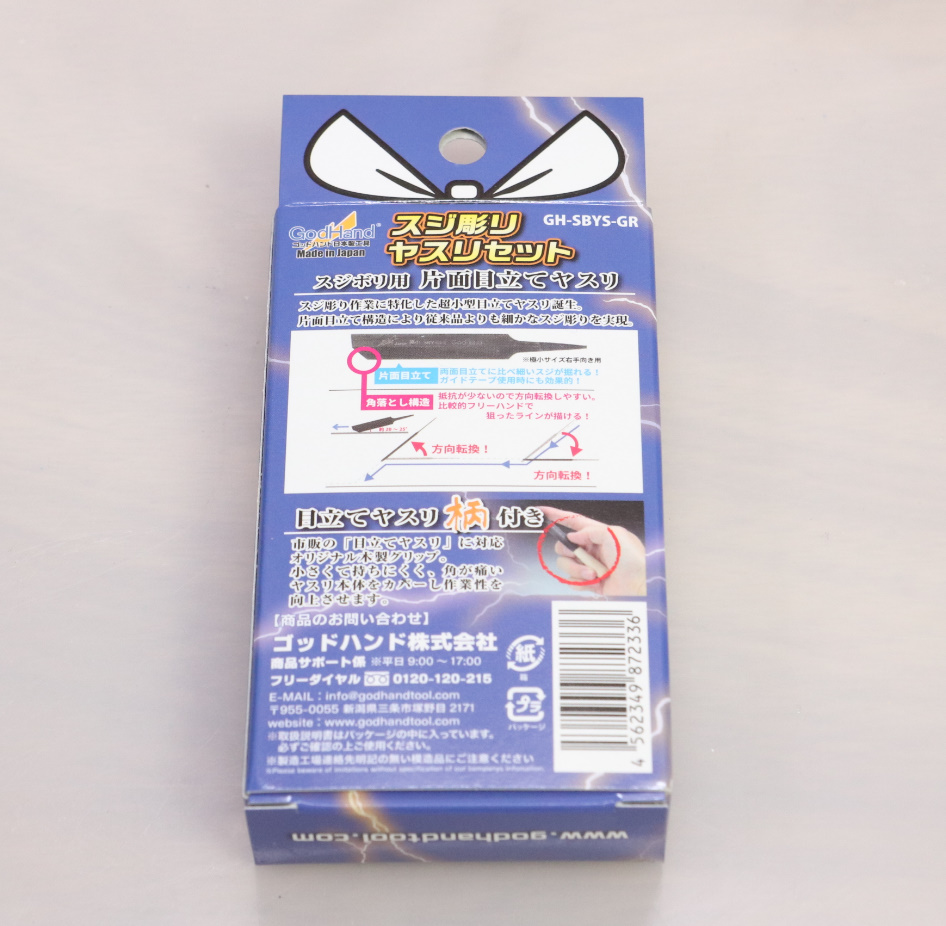 GodHand
ゴッドハンド日本製工具
Made in Japan
スジ彫り
ヤスリセット
GH-SBYS-GR
スジボリ用 片面目立てヤスリ
スジ彫り作業に特化した超小型目立てヤスリ誕生。
片面目立て構造により従来品よりも細かなスジ彫りを実現。
※極小サイズ右手向き用
片面目立て
両面目立てに比べ細いスジが掘れる！
ガイドテープ使用時にも効果的！
角落とし構造
抵抗が少ないので方向転換しやすい。
比較的フリーハンドで
狙ったラインが描ける！
方向転換！
方向転換！
目立てヤスリ柄付き
市販の『目立てヤスリ』に対応
オリジナル木製グリップ。
小さくて持ちにくく、角が痛い
ヤスリ本体をカバーし作業性を
向上させます。
【商品のお問い合わせ】
ゴッドハンド株式会社
商品サポート係 ※平日 9:00～17:00
フリーダイヤル 0120-120-215
E-MAIL：info@godhandtool.com
〒955-0055 新潟県三条市塚野目 2171
website：www.godhandtool.com
※取扱説明書はパッケージの中に入っています。
必ずご確認の上ご使用ください。
※製造工場連絡先明記の無い模造品にご注意ください
紙
箱
プラ
パッケージ
4 562349 872336
www.godhandtool.com